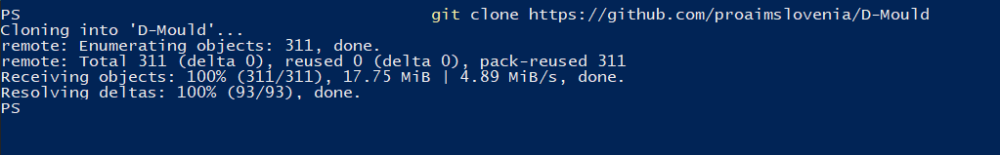 PS git clone https://github.com/proaimslovenia/D-Mould
Cloning into 'D-Mould'...
remote: Enumerating objects: 311, done.
remote: Total 311 (delta 0), reused 0 (delta 0), pack-reused 311
Receiving objects: 100% (311/311), 17.75 MiB | 4.89 MiB/s, done.
Resolving deltas: 100% (93/93), done.
PS